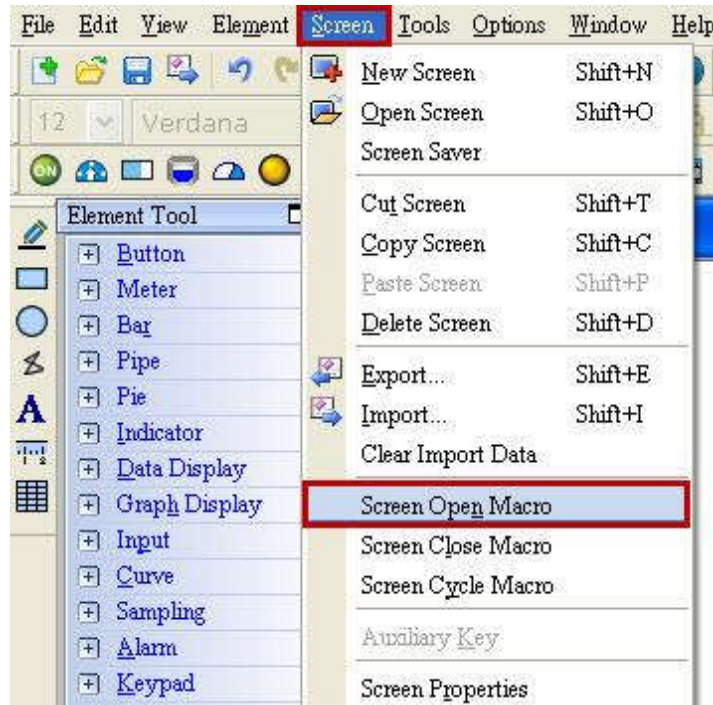 File Edit View Element Screen Tools Options Window Help
New Screen Shift+N
12 Verdana
Open Screen Shift+O
Screen Saver
ON
Cut Screen Shift+T
Copy Screen Shift+C
Paste Screen Shift+P
Delete Screen Shift+D
Export... Shift+E
Import... Shift+I
Clear Import Data
Screen Open Macro
Screen Close Macro
Screen Cycle Macro
Auxiliary Key
Screen Properties
Element Tool
Button
Meter
Bar
Pipe
Pie
Indicator
Data Display
Graph Display
Input
Curve
Sampling
Alarm
Keypad
A